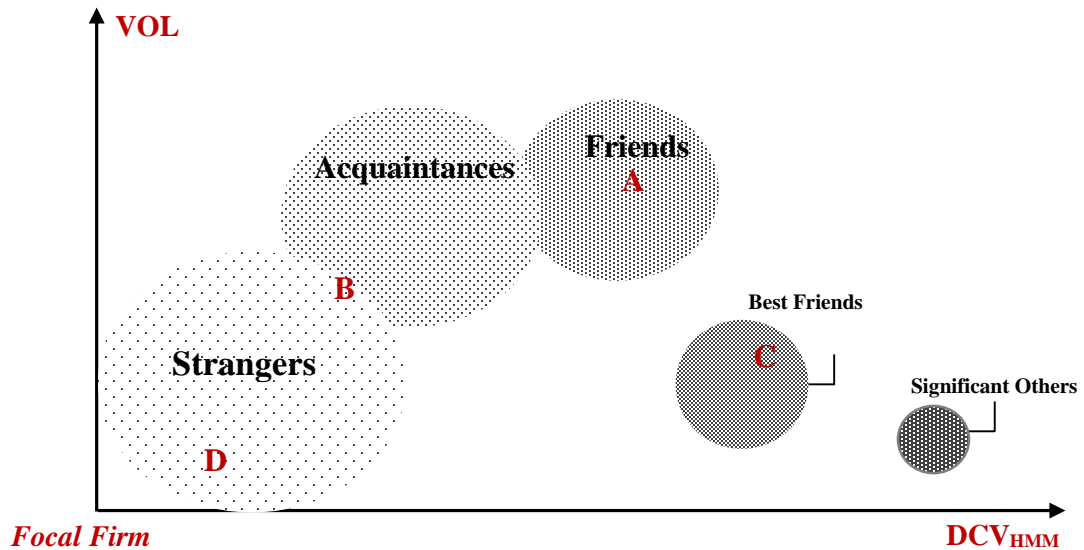 VOL
Friends
Acquaintances
A
B
Best Friends
Strangers
C
Significant Others
D
Focal Firm
DCVHMM